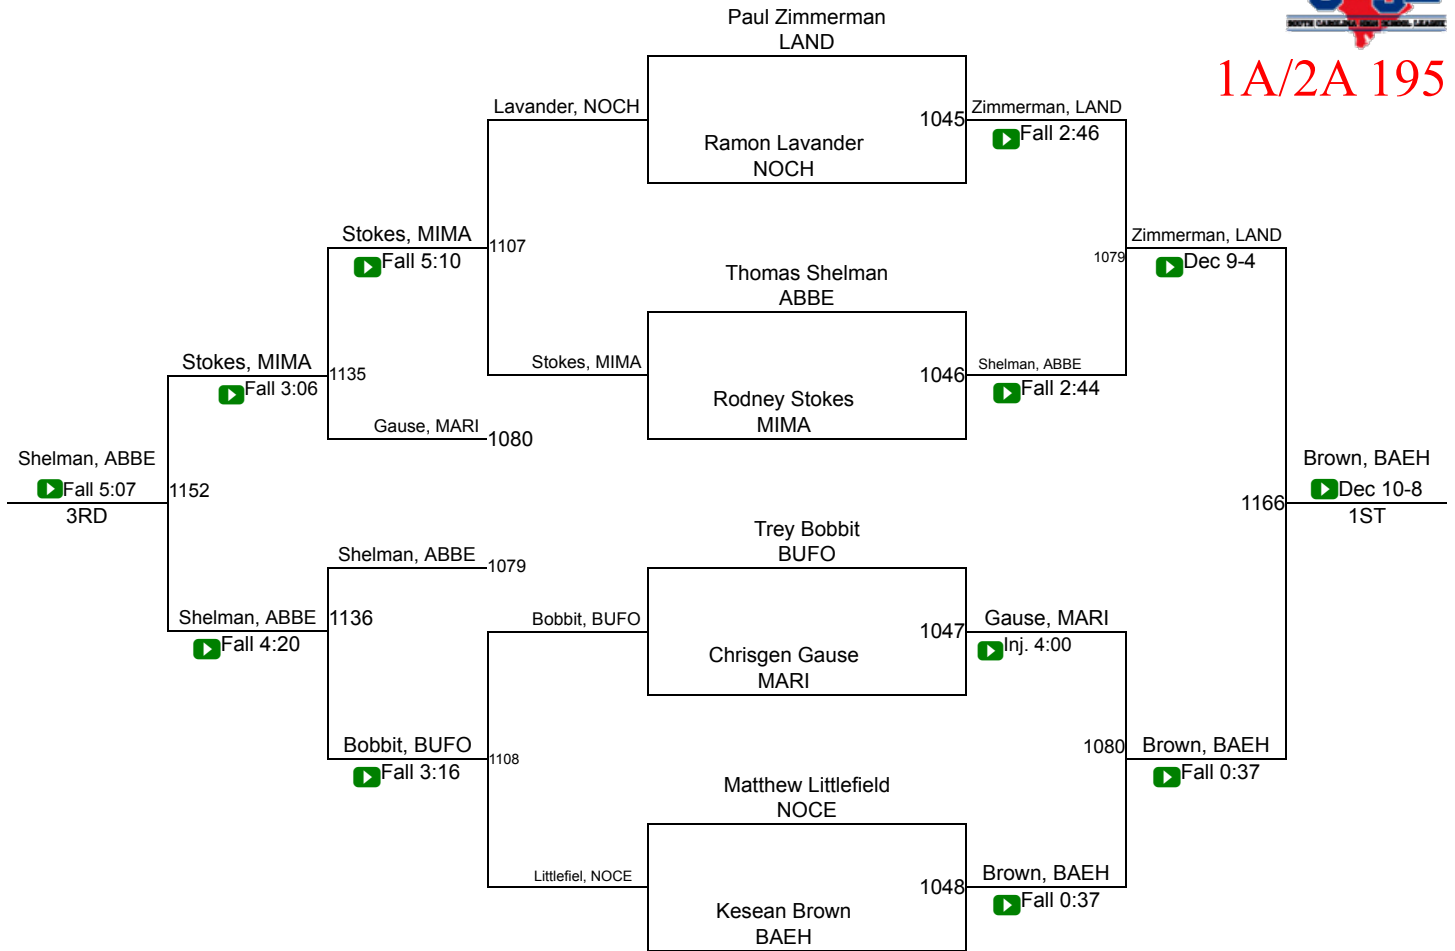 SOUTH CAROLINA HIGH SCHOOL LEAGUE
1A/2A 195
Paul Zimmerman
LAND
Lavander, NOCH
1045
Zimmerman, LAND
Fall 2:46
Ramon Lavander
NOCH
Stokes, MIMA
Fall 5:10
1107
Zimmerman, LAND
1079
Dec 9-4
Thomas Shelman
ABBE
Stokes, MIMA
Fall 3:06
1135
Stokes, MIMA
1046
Shelman, ABBE
Fall 2:44
Rodney Stokes
MIMA
Gause, MARI
1080
Shelman, ABBE
Fall 5:07
3RD
1152
Brown, BAEH
1166
Dec 10-8
1ST
Trey Bobbit
BUFO
Shelman, ABBE
1079
Shelman, ABBE
Fall 4:20
1136
Bobbit, BUFO
1047
Gause, MARI
Inj. 4:00
Chrisgen Gause
MARI
Bobbit, BUFO
Fall 3:16
1108
1080
Brown, BAEH
Fall 0:37
Matthew Littlefield
NOCE
Littlefiel, NOCE
1048
Brown, BAEH
Fall 0:37
Kesean Brown
BAEH